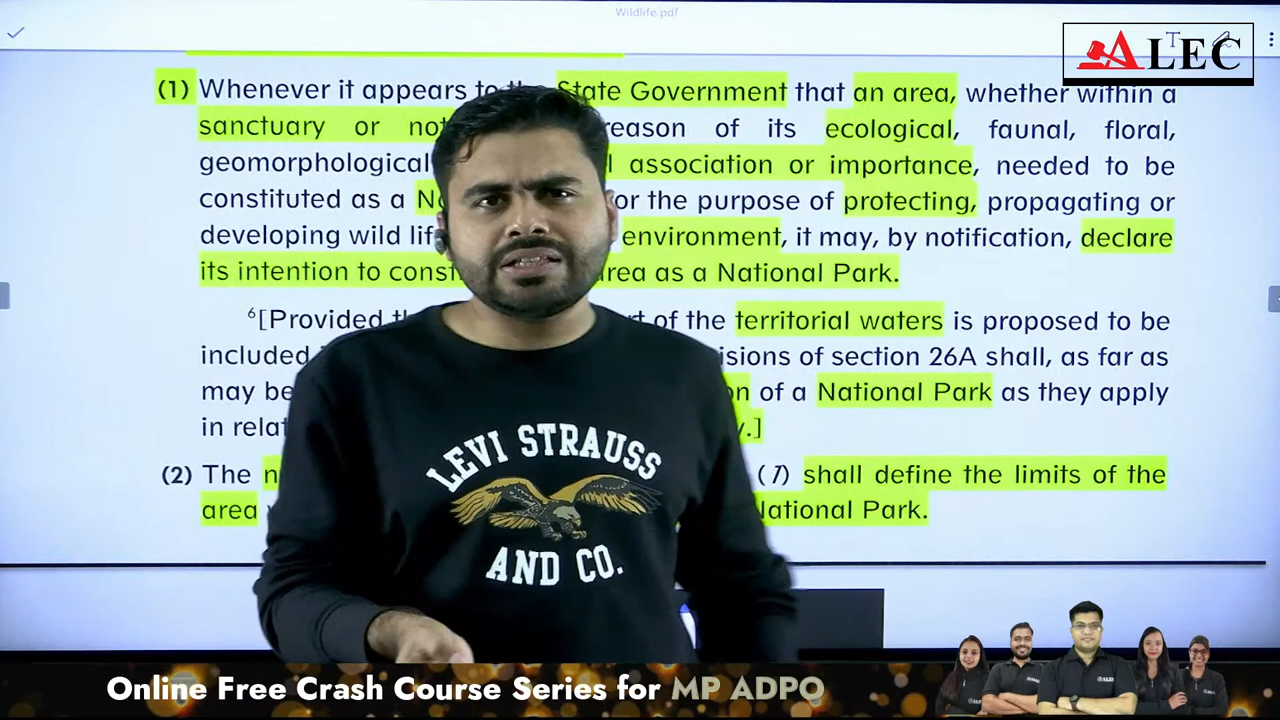 Wildlife.pdf
ALEC
(1) Whenever it appears to the State Government that an area, whether within a
sanctuary or not reason of its ecological, faunal, floral,
geomorphological association or importance, needed to be
constituted as a for the purpose of protecting, propagating or
developing wild environment, it may, by notification, declare
its intention to area as a National Park.
6[Provided of the territorial waters is proposed to be
included of section 26A shall, as far as
may be of a National Park as they apply
in
(2) The (1) shall define the limits of the
area National Park.
LEVI STRAUSS
AND CO.
Online Free Crash Course Series for MP ADPO